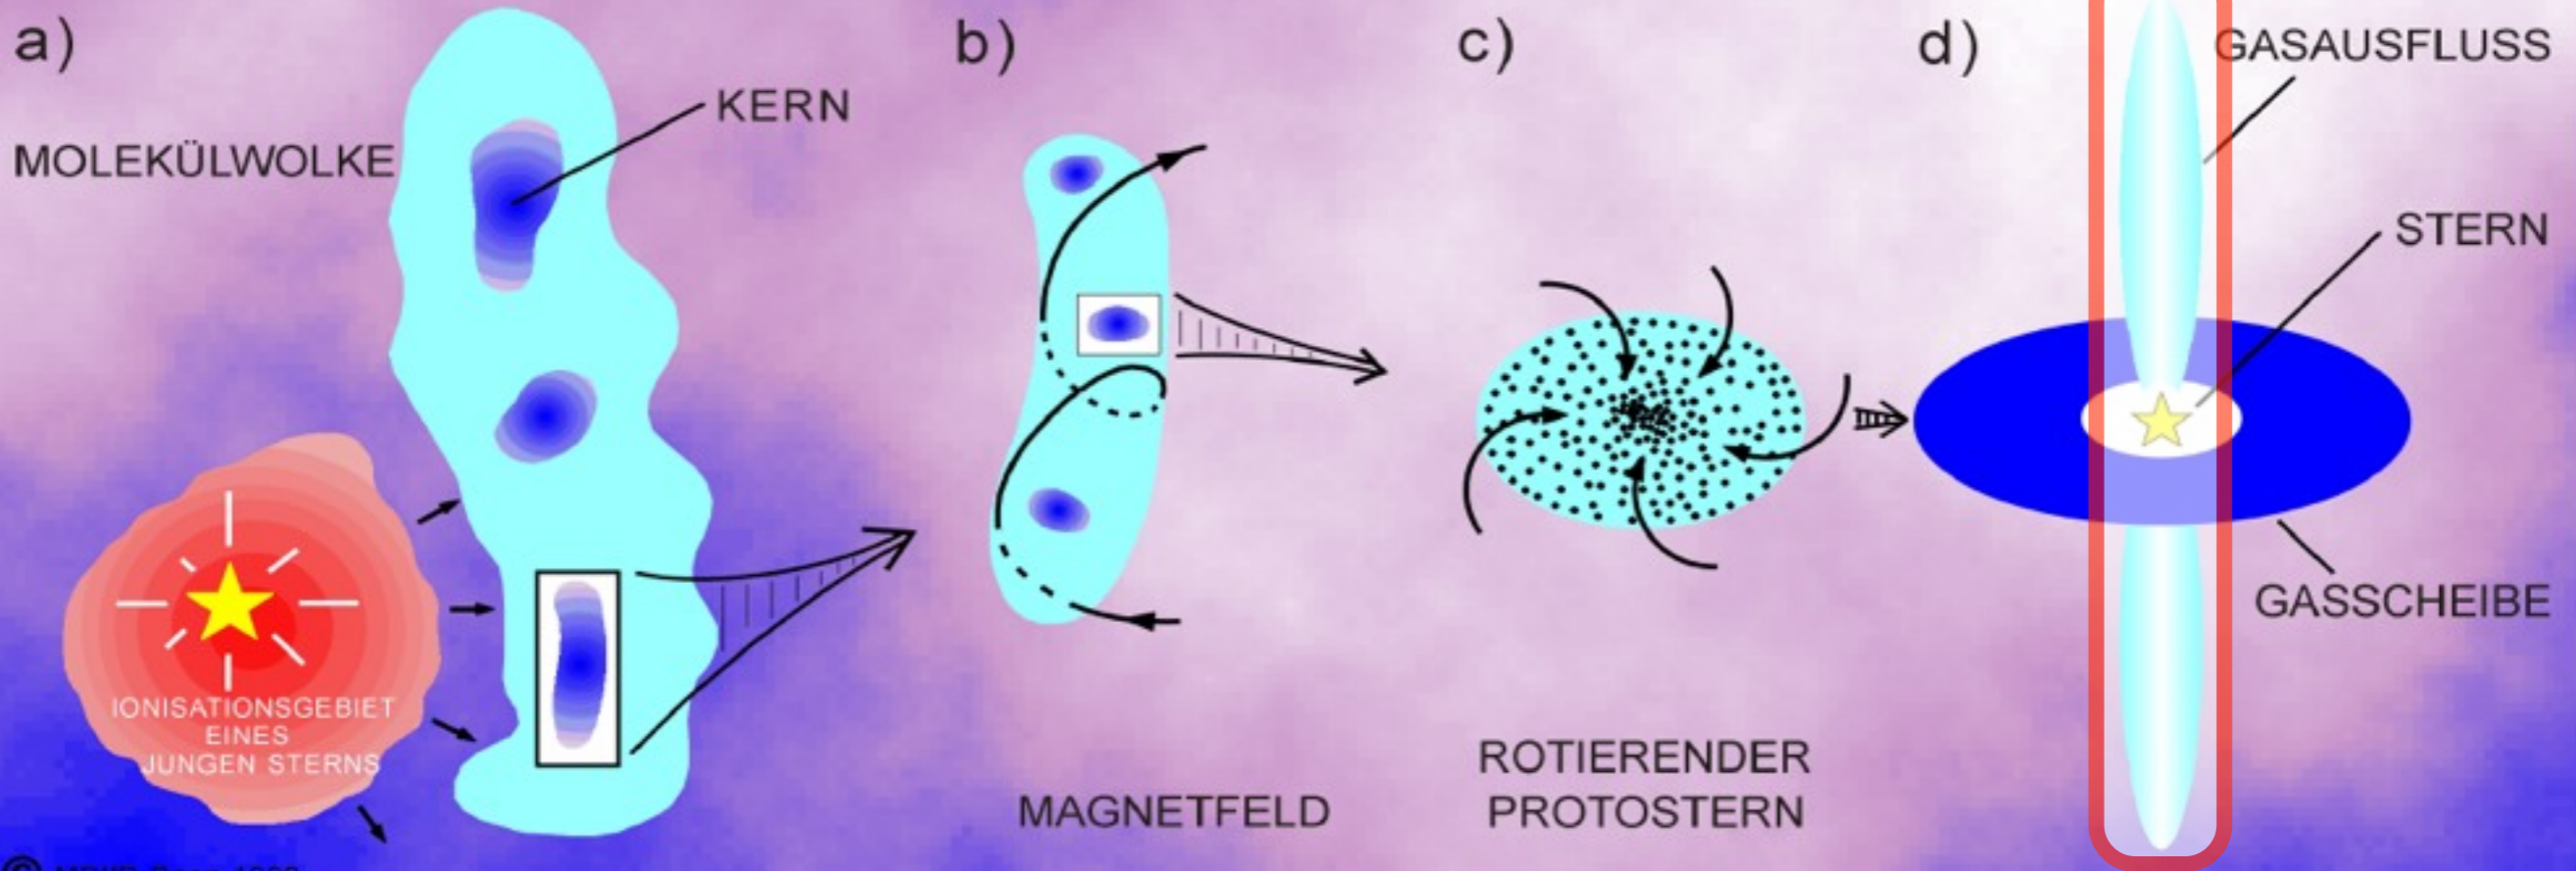 a)
MOLEKÜLWOLKE
KERN
IONISATIONSGEBIET
EINES
JUNGEN STERNS
b)
MAGNETFELD
c)
ROTIERENDER
PROTOSTERN
d)
GASAUSFLUSS
STERN
GASSCHEIBE